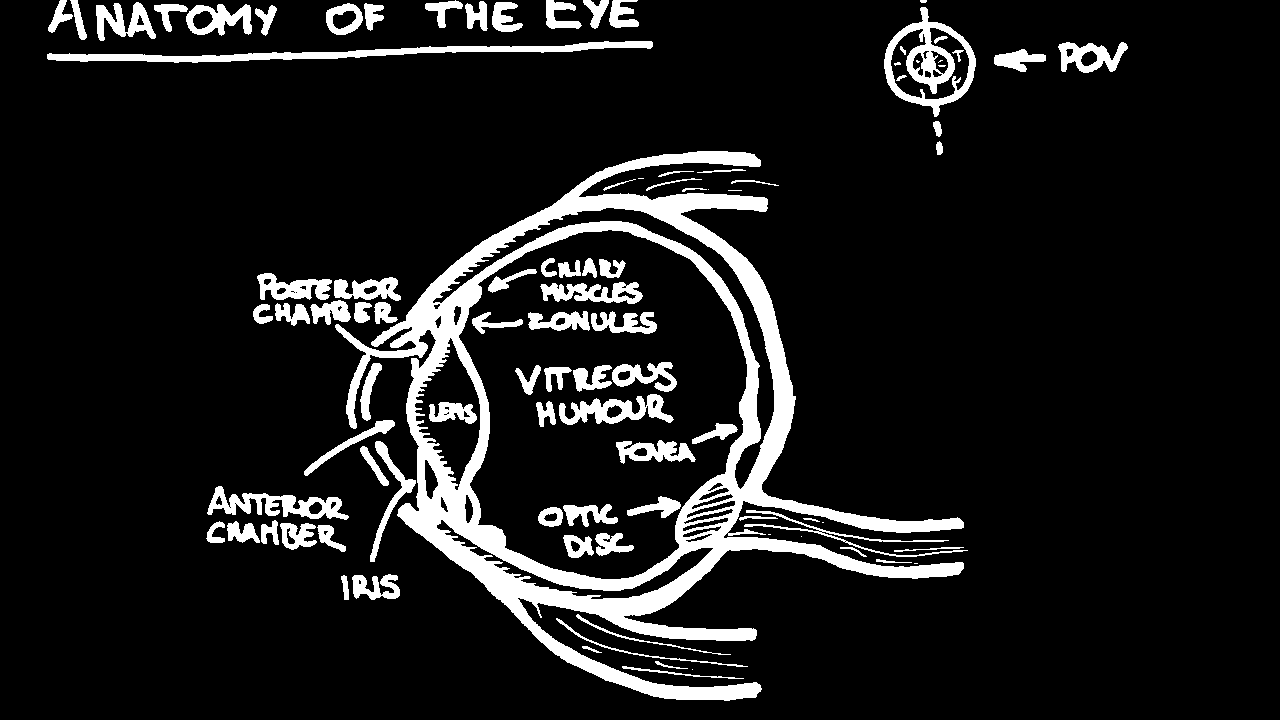 ANATOMY OF THE EYE
POV
CILIARY
MUSCLES
POSTERIOR
CHAMBER
ZONULES
VITREOUS
HUMOUR
LENS
FOVEA
ANTERIOR
CHAMBER
OPTIC
DISC
IRIS